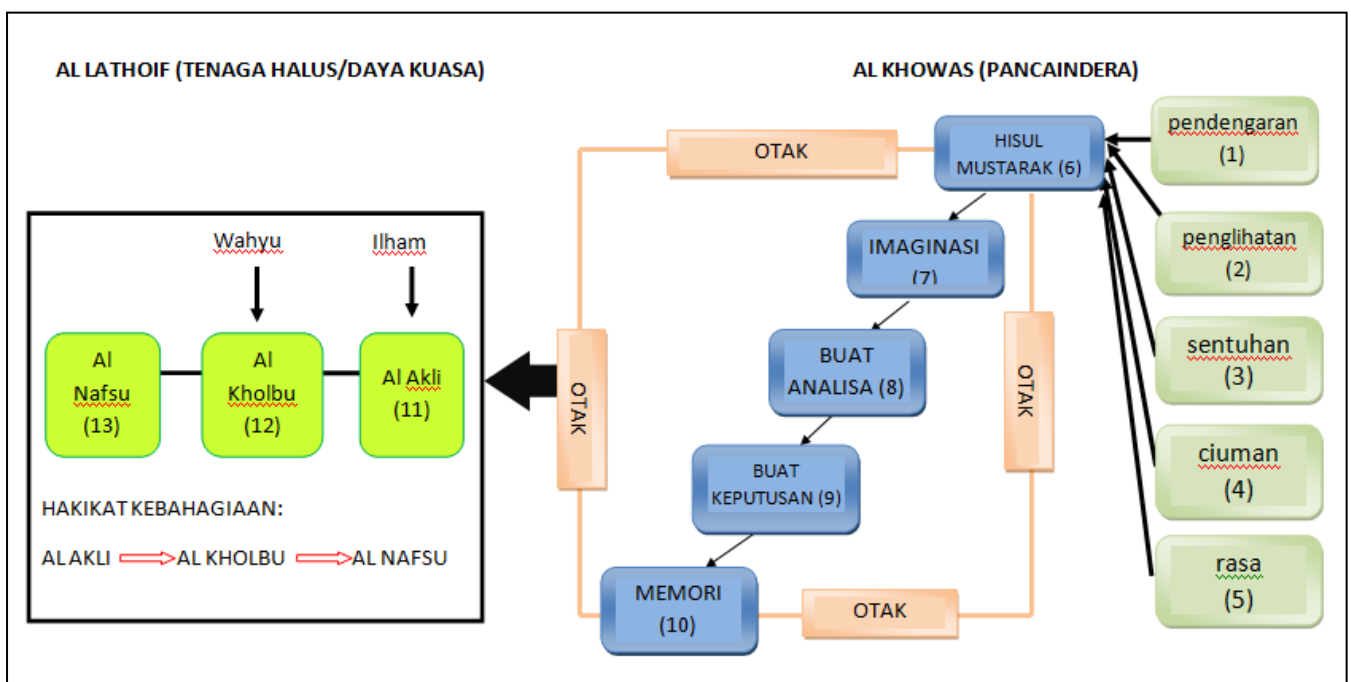 AL LATHOIF (TENAGA HALUS/DAYA KUASA)
AL KHOWAS (PANCAINDERA)
Wahyu
Ilham
Al
Nafsu
(13)
Al
Kholbu
(12)
Al Akli
(11)
HAKIKAT KEBAHAGIAAN:
AL AKLI AL KHOLBU AL NAFSU
OTAK
OTAK
OTAK
OTAK
HISUL
MUSTARAK (6)
IMAGINASI
(7)
BUAT
ANALISA (8)
BUAT
KEPUTUSAN (9)
MEMORI
(10)
pendengaran
(1)
penglihatan
(2)
sentuhan
(3)
ciuman
(4)
rasa
(5)